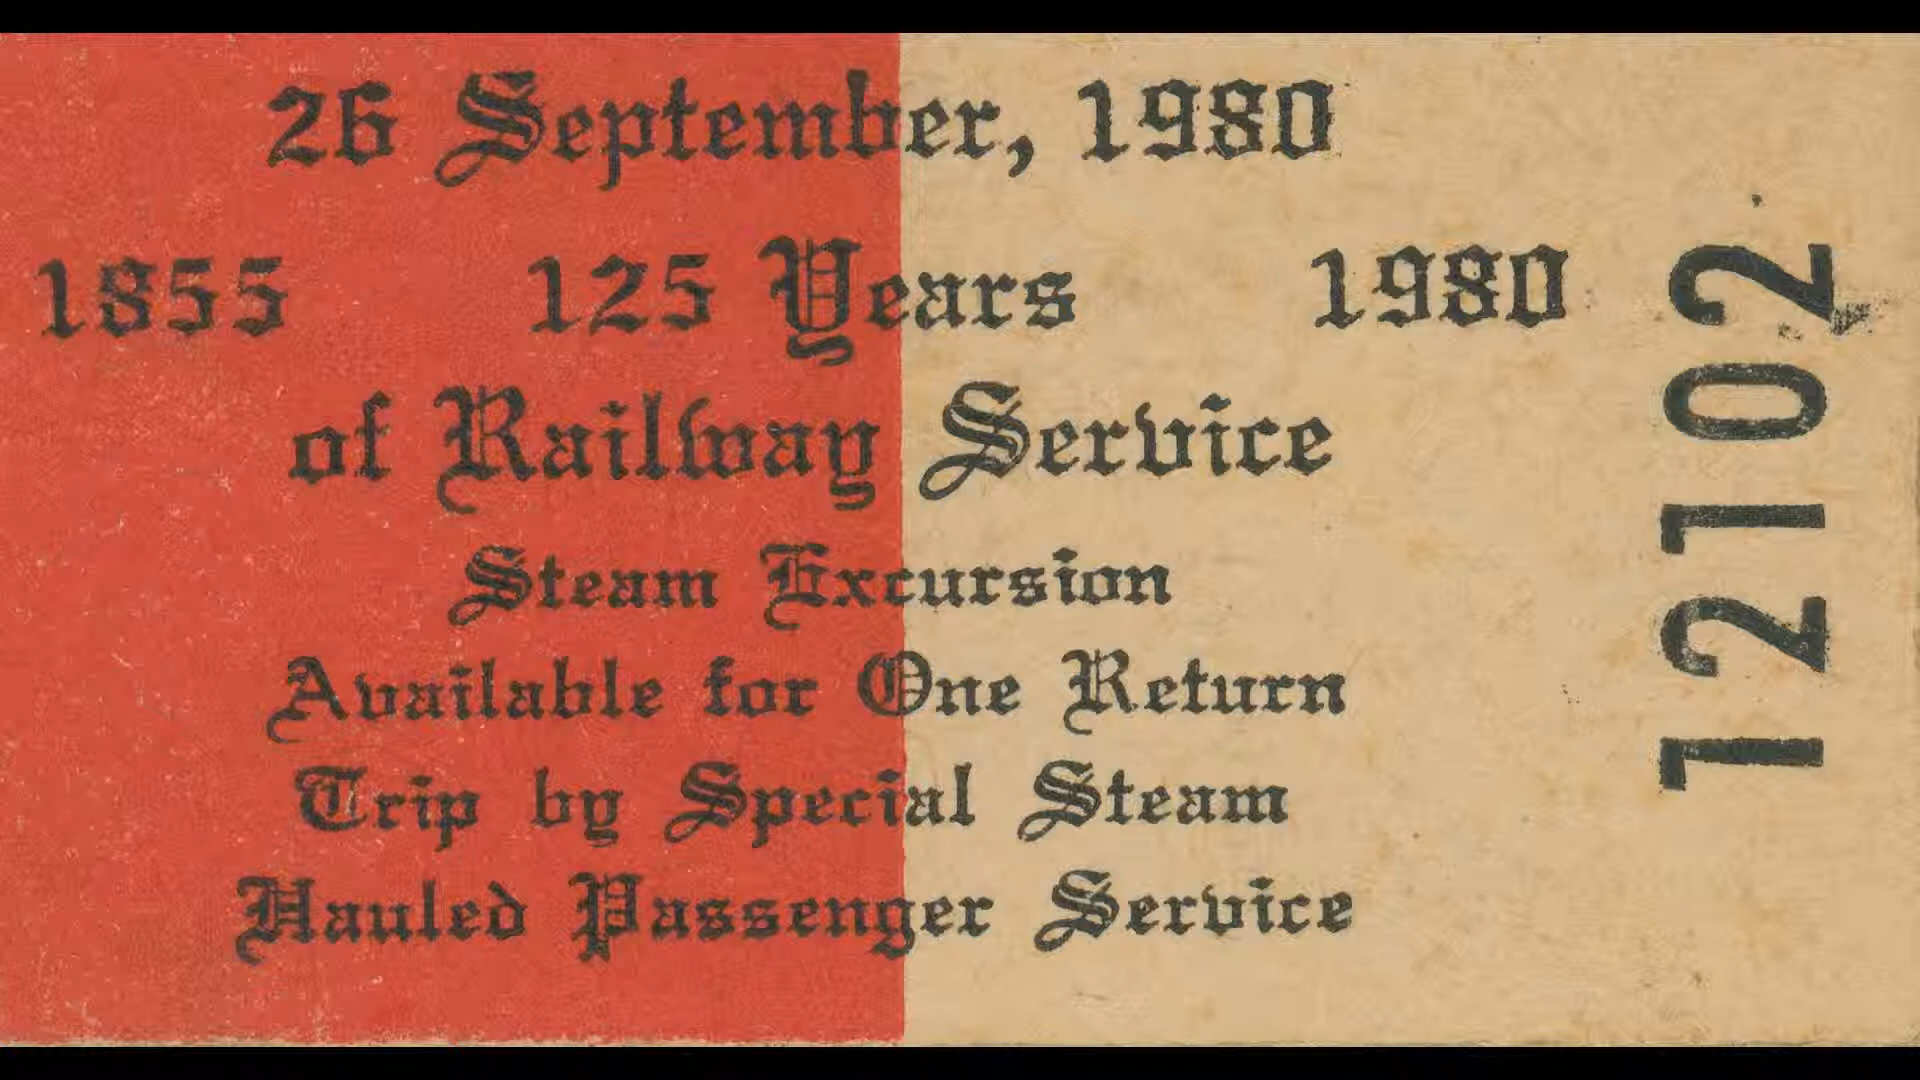 26 September, 1980
1855 125 Years 1980
of Railway Service
Steam Excursion
Available for One Return
Trip by Special Steam
Hauled Passenger Service
12102